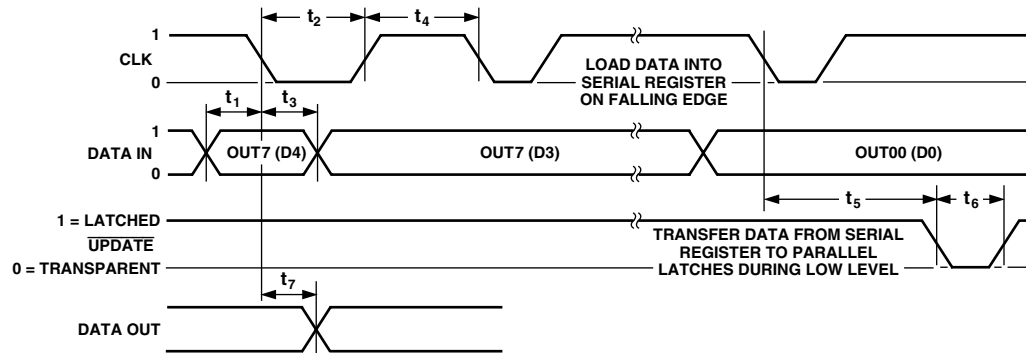 t2
t4
1
CLK
0
LOAD DATA INTO
SERIAL REGISTER
ON FALLING EDGE
t1
t3
1
DATA IN
0
OUT7 (D4)
OUT7 (D3)
OUT00 (D0)
t5
t6
1 = LATCHED
UPDATE
0 = TRANSPARENT
TRANSFER DATA FROM SERIAL
REGISTER TO PARALLEL
LATCHES DURING LOW LEVEL
t7
DATA OUT